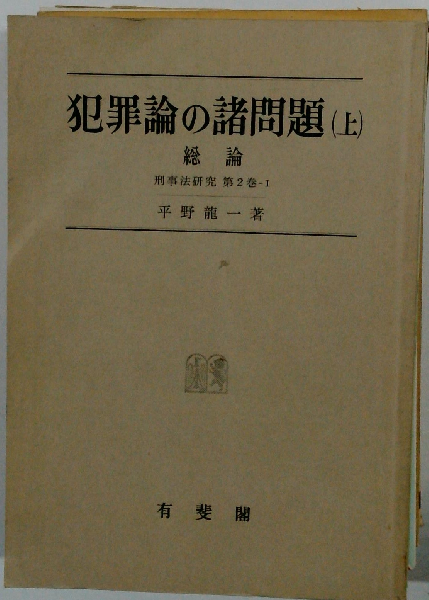 犯罪論の諸問題(上)
総論
刑事法研究 第2巻-I
平野龍一著
有斐閣